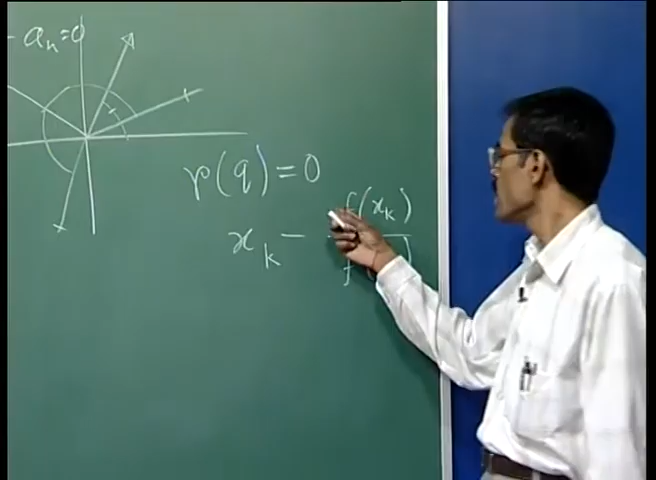 - aₙ = 0
r(q) = 0
f(xₖ)
xₖ -
f